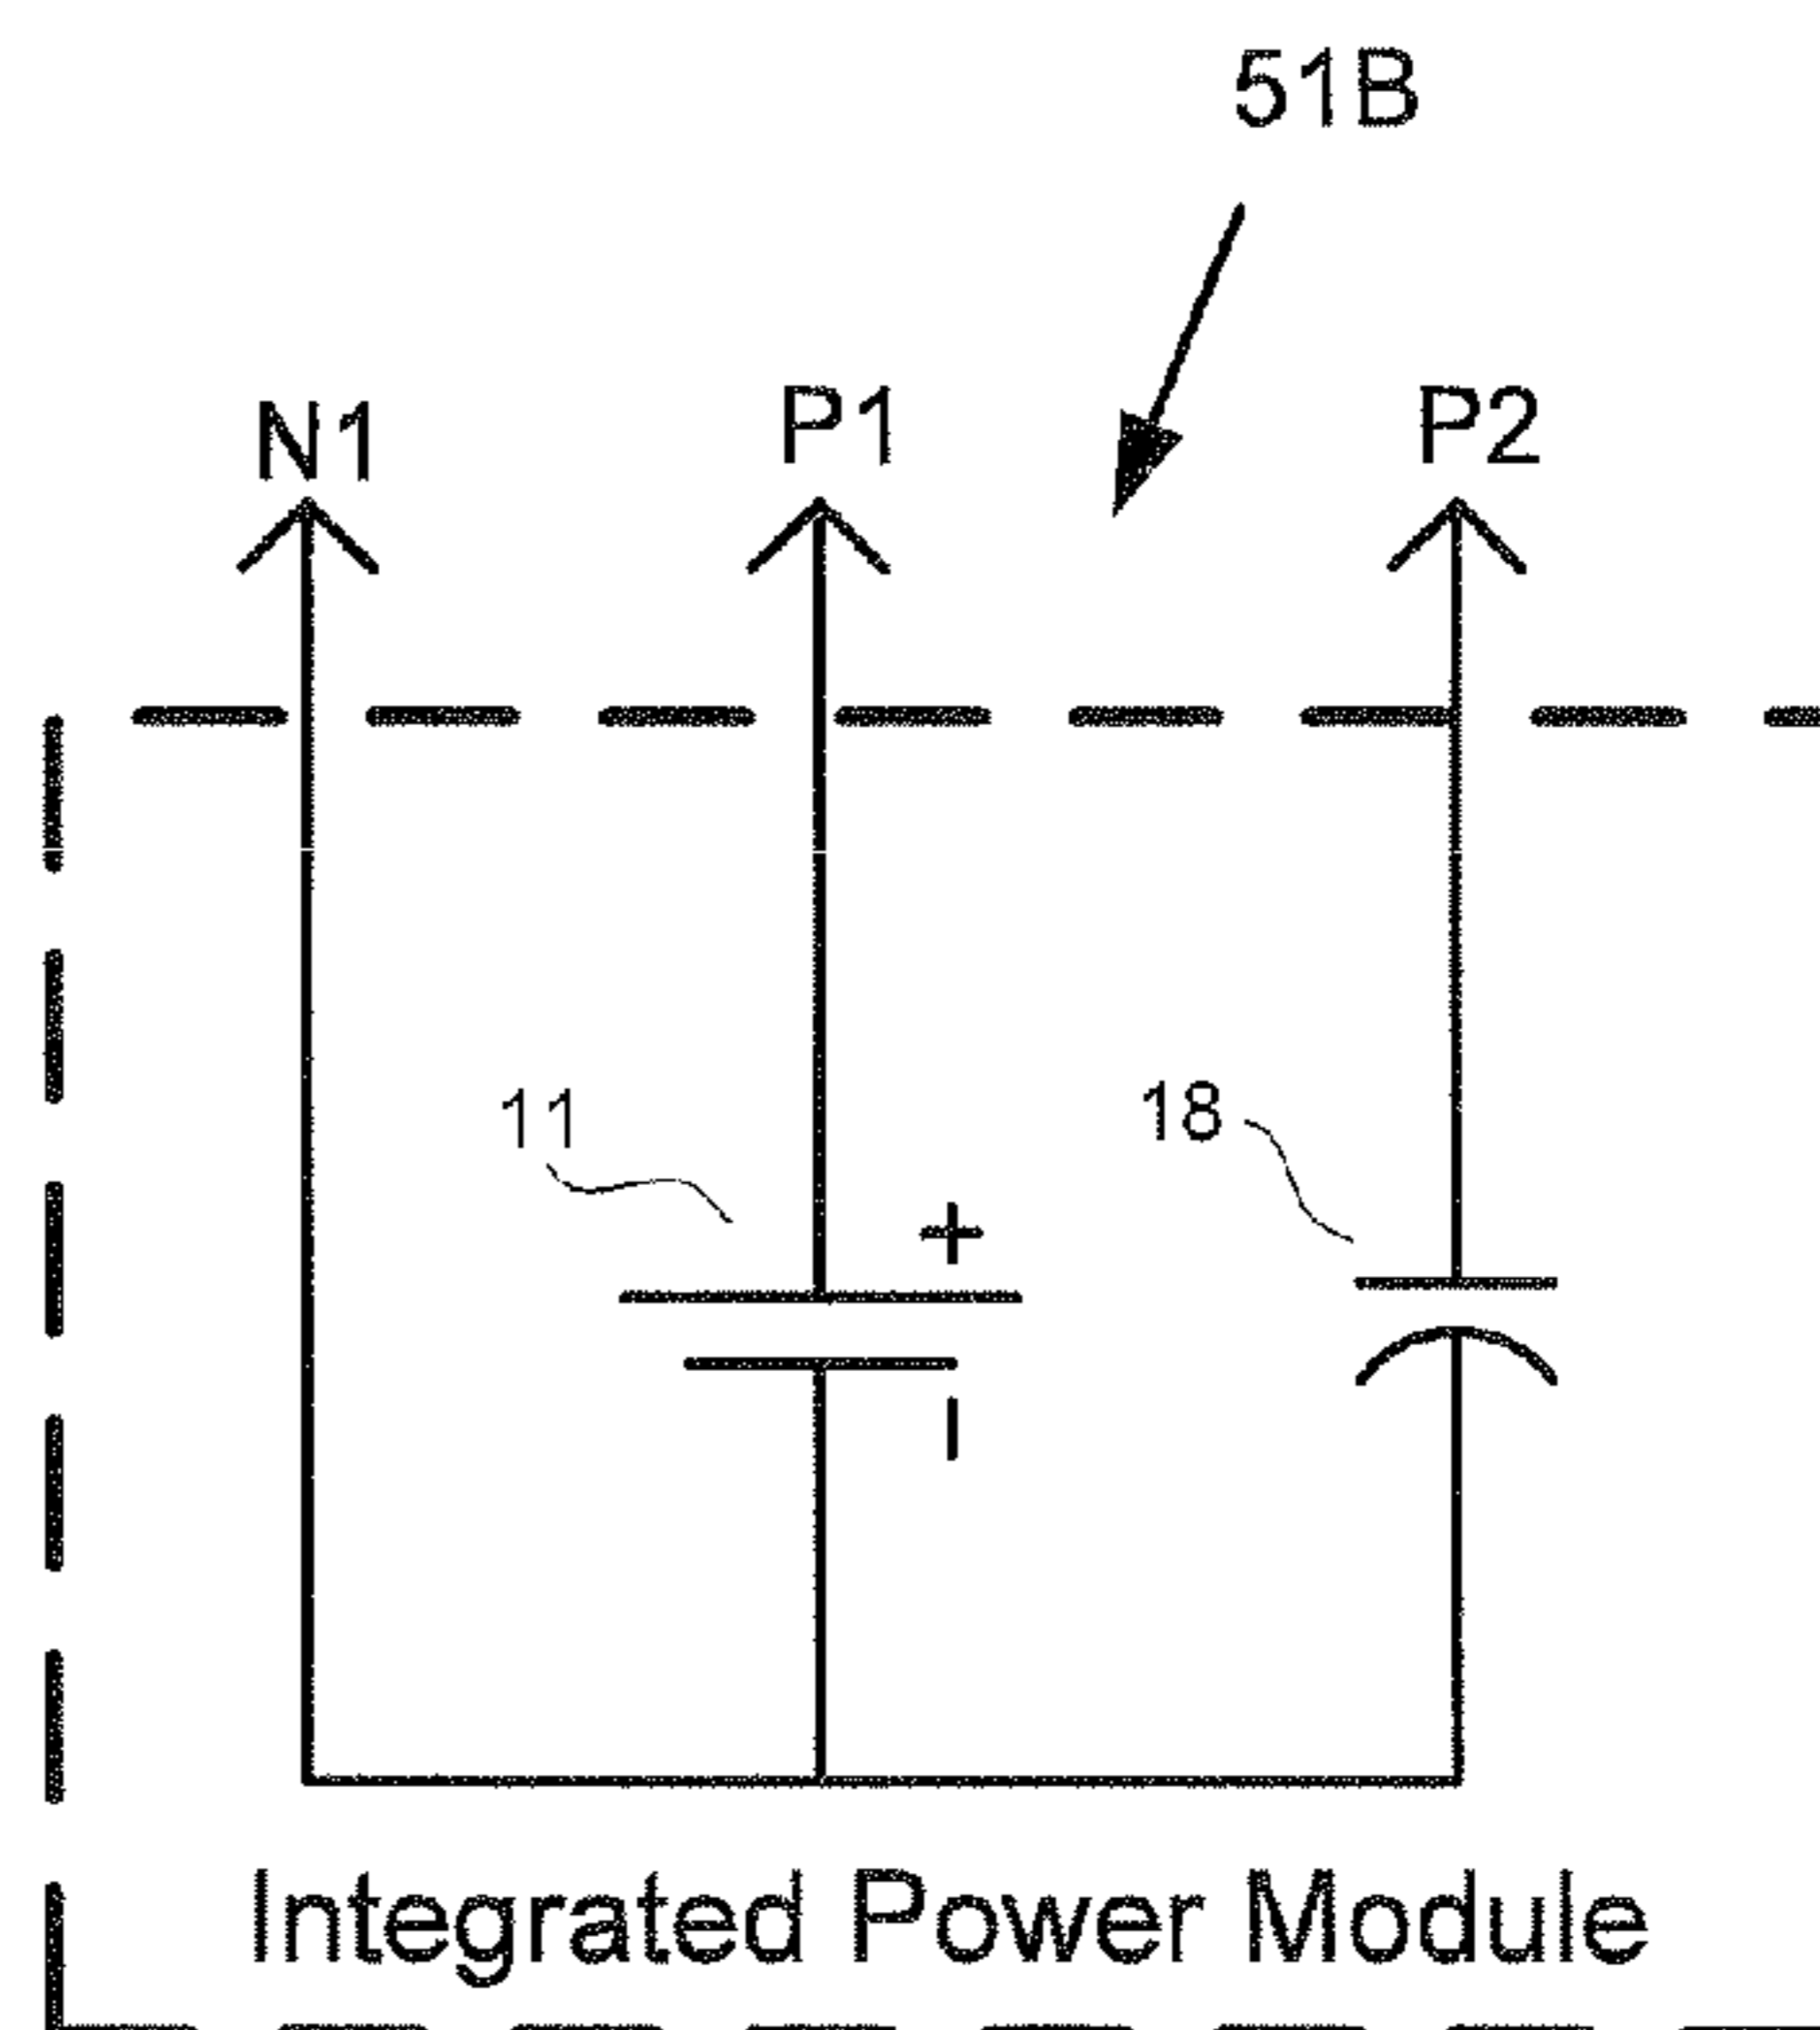 51B
N1 P1 P2
11 18
+
−
Integrated Power Module